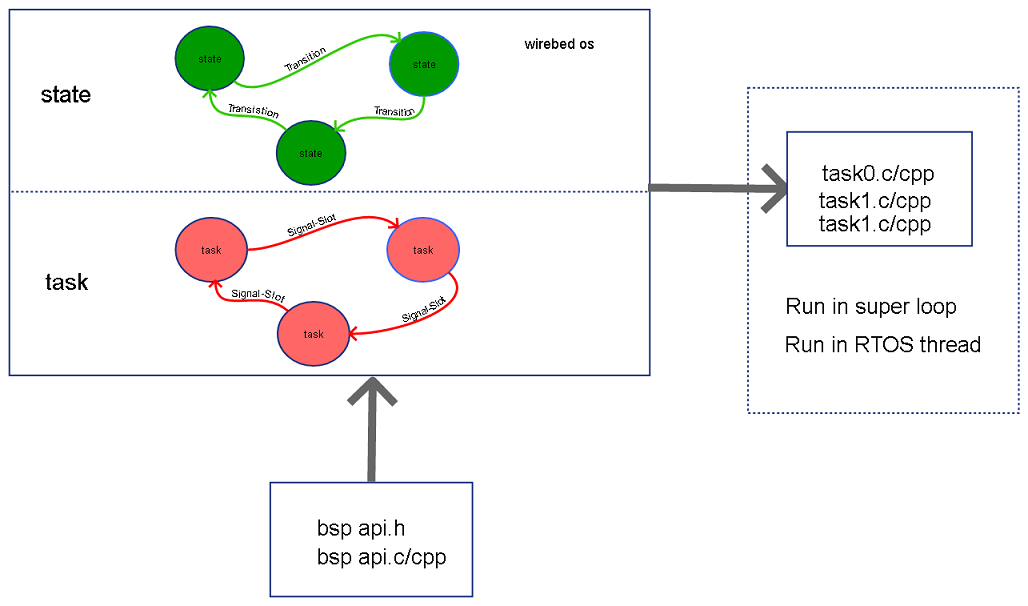 wirebed os
state
state
Transition
state
Transistion
Transition
state
task
task
Signal-Slot
task
Signal-Slot
Signal-Slot
task
task0.c/cpp
task1.c/cpp
task1.c/cpp
Run in super loop
Run in RTOS thread
bsp api.h
bsp api.c/cpp